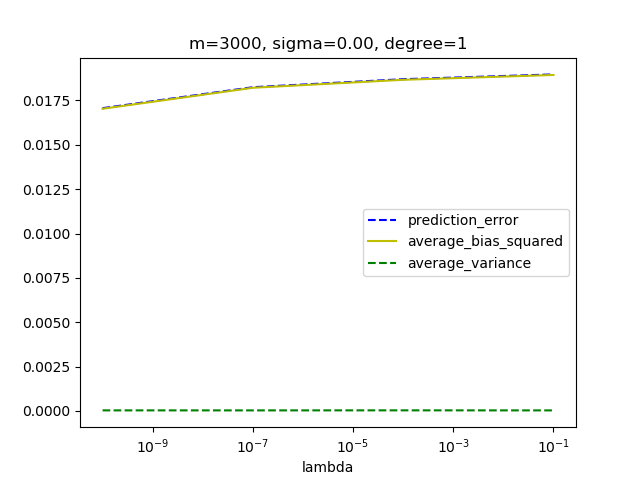 m=3000, sigma=0.00, degree=1
0.0175
0.0150
0.0125
0.0100
0.0075
0.0050
0.0025
0.0000
prediction_error
average_bias_squared
average_variance
10⁻⁹ 10⁻⁷ 10⁻⁵ 10⁻³ 10⁻¹
lambda